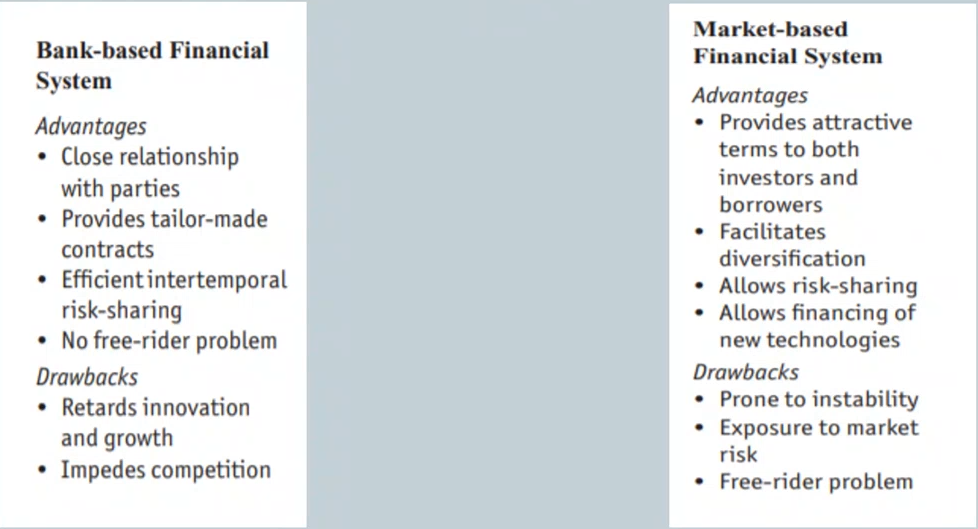 Bank-based Financial
System
Advantages
• Close relationship
with parties
• Provides tailor-made
contracts
• Efficient intertemporal
risk-sharing
• No free-rider problem
Drawbacks
• Retards innovation
and growth
• Impedes competition
Market-based
Financial System
Advantages
• Provides attractive
terms to both
investors and
borrowers
• Facilitates
diversification
• Allows risk-sharing
• Allows financing of
new technologies
Drawbacks
• Prone to instability
• Exposure to market
risk
• Free-rider problem